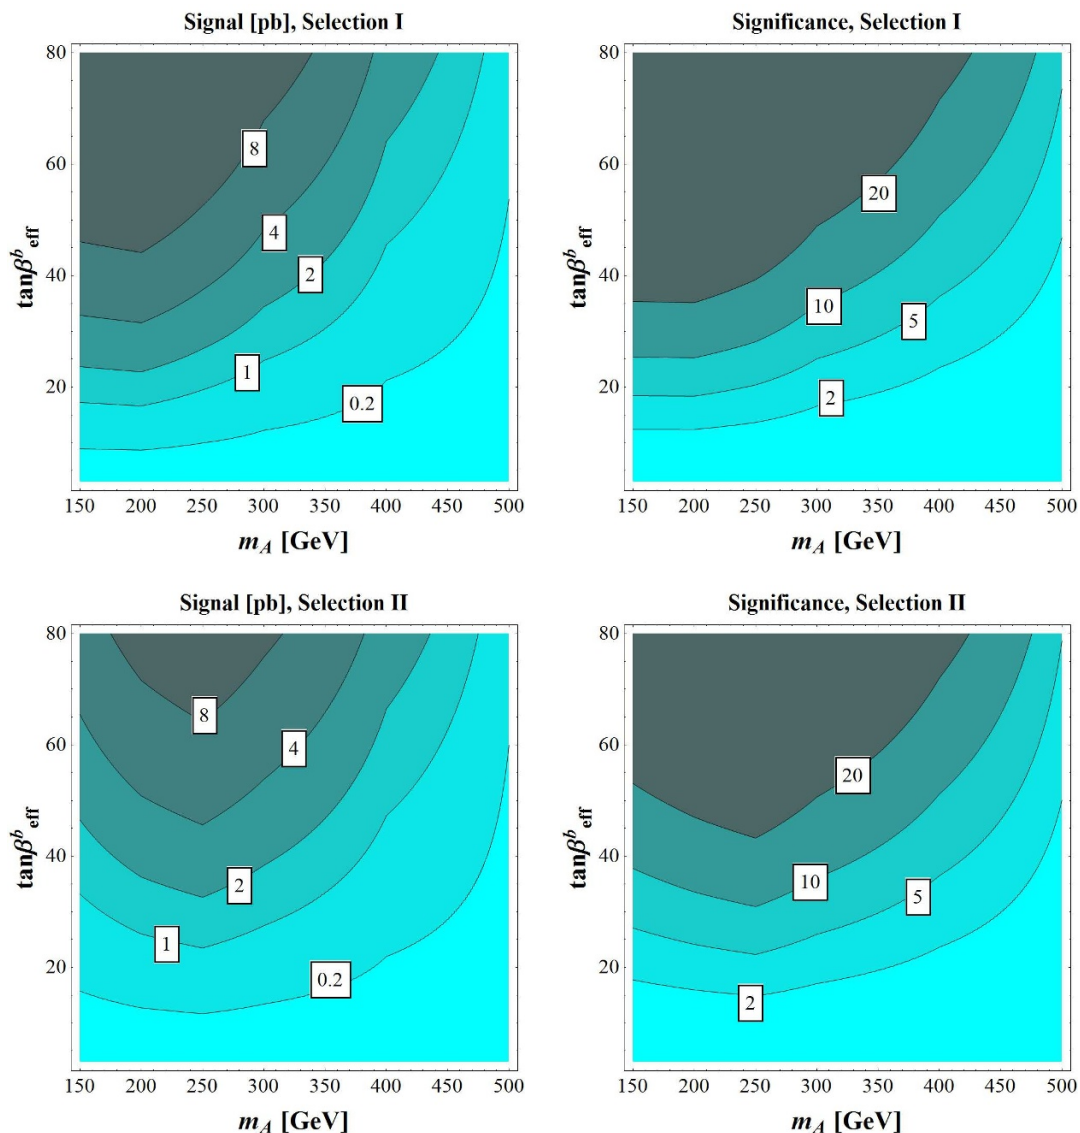 Signal [pb], Selection I
80
60
40
20
tanβ^b_eff
8
4
2
1
0.2
150 200 250 300 350 400 450 500
m_A [GeV]
Significance, Selection I
80
60
40
20
tanβ^b_eff
20
10
5
2
150 200 250 300 350 400 450 500
m_A [GeV]
Signal [pb], Selection II
80
60
40
20
tanβ^b_eff
8
4
2
1
0.2
150 200 250 300 350 400 450 500
m_A [GeV]
Significance, Selection II
80
60
40
20
tanβ^b_eff
20
10
5
2
150 200 250 300 350 400 450 500
m_A [GeV]